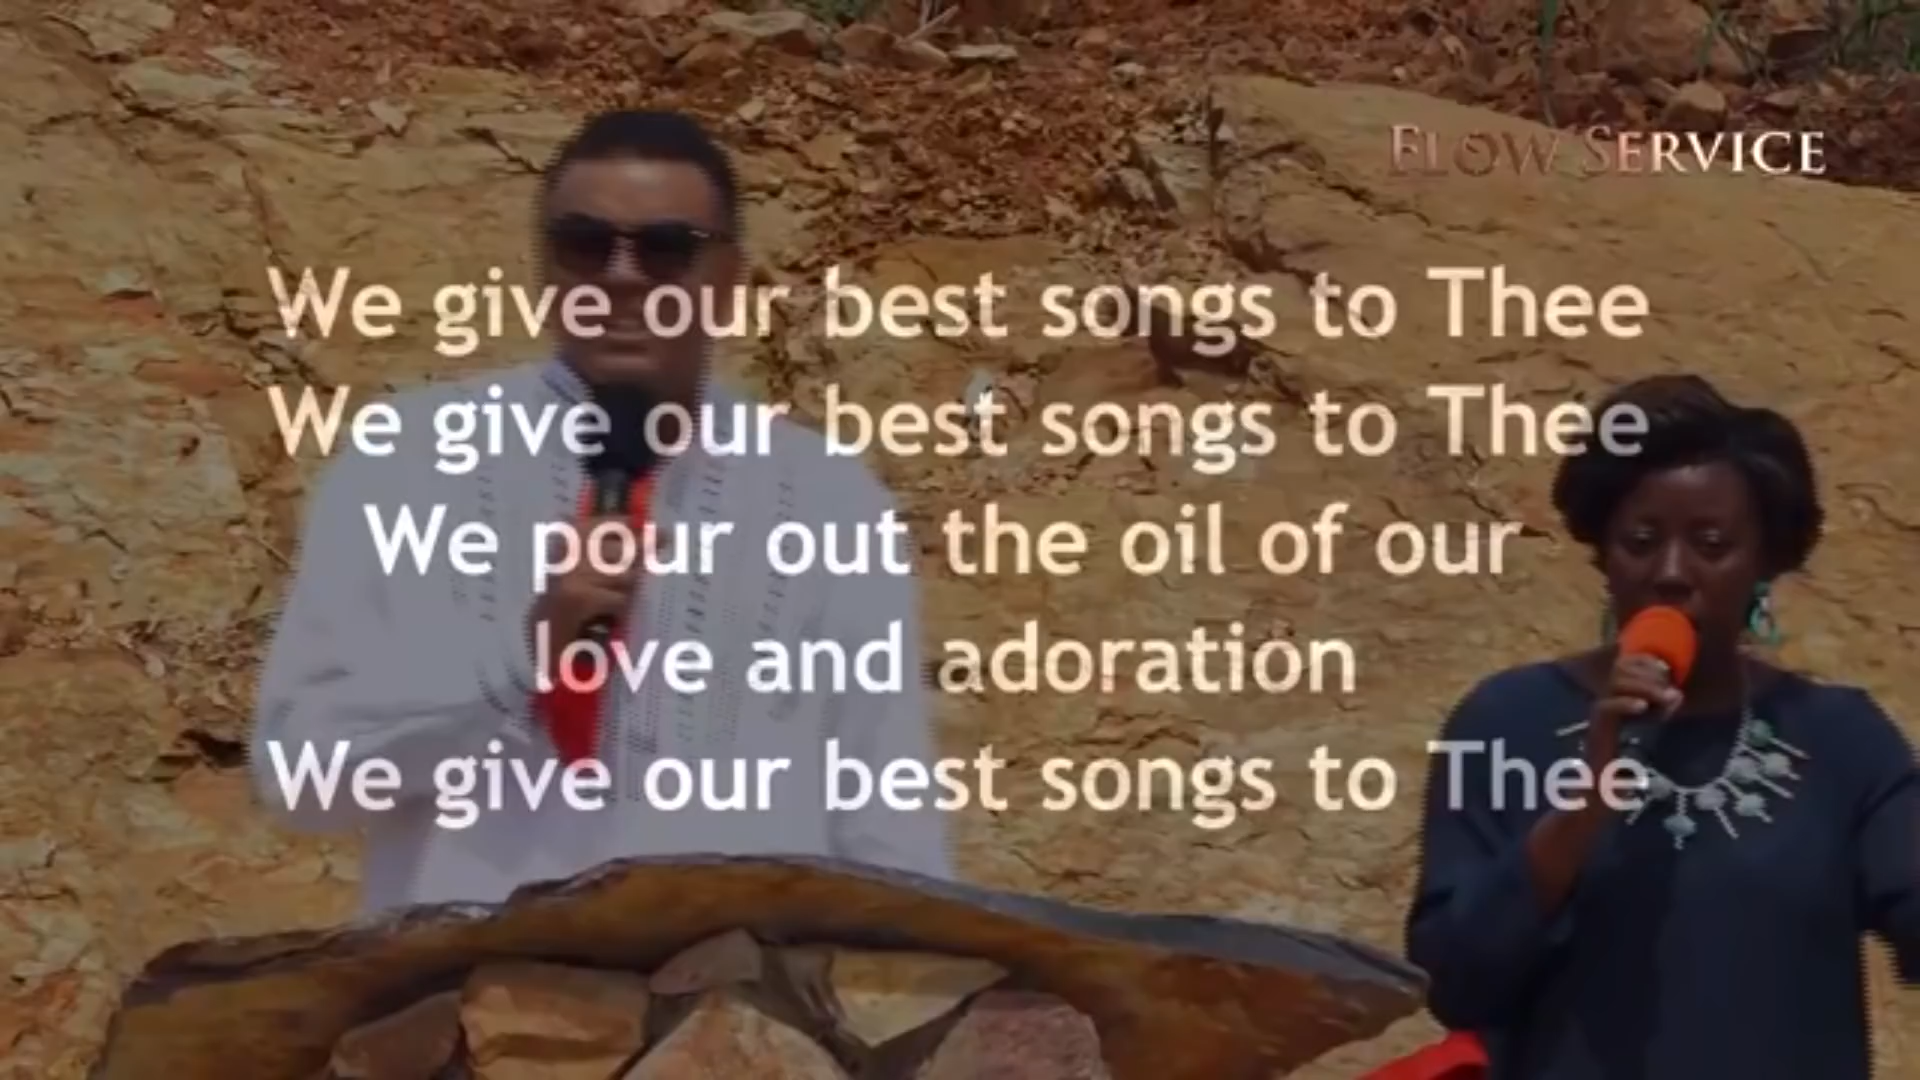 FLOW SERVICE
We give our best songs to Thee
We give our best songs to Thee
We pour out the oil of our
love and adoration
We give our best songs to Thee